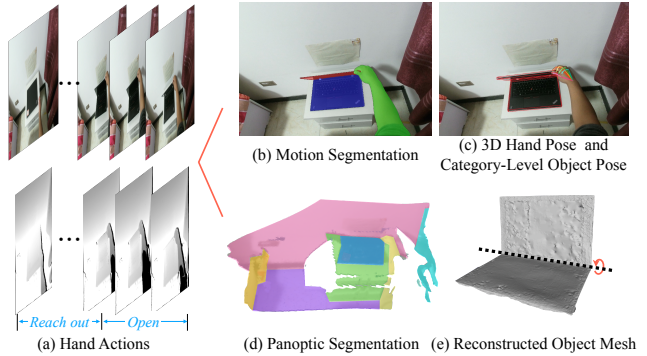 (b) Motion Segmentation
(c) 3D Hand Pose and
Category-Level Object Pose
Reach out
Open
(a) Hand Actions
(d) Panoptic Segmentation
(e) Reconstructed Object Mesh